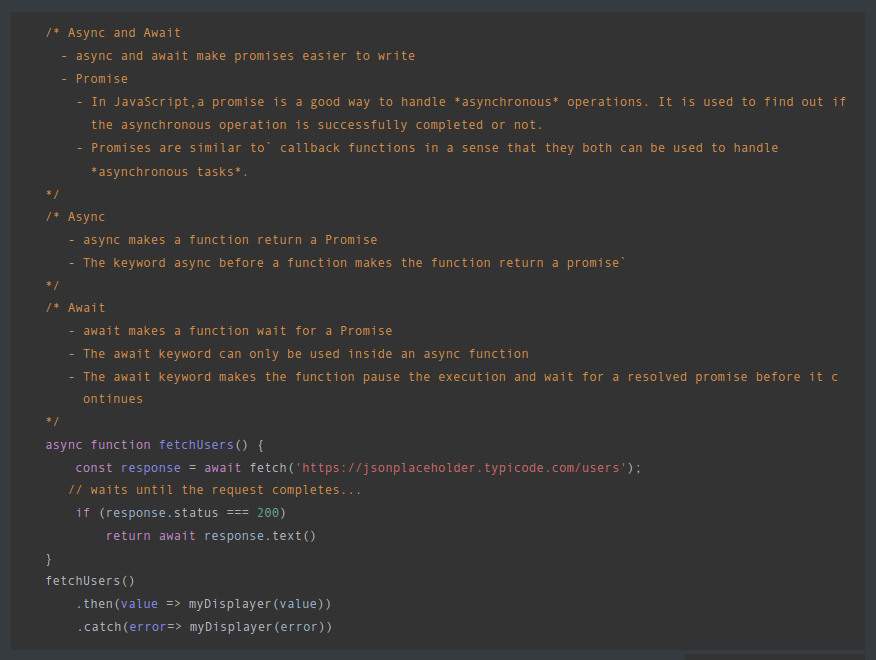 /* Async and Await
- async and await make promises easier to write
- Promise
- In JavaScript,a promise is a good way to handle *asynchronous* operations. It is used to find out if
the asynchronous operation is successfully completed or not.
- Promises are similar to` callback functions in a sense that they both can be used to handle
*asynchronous tasks*.
*/
/* Async
- async makes a function return a Promise
- The keyword async before a function makes the function return a promise`
*/
/* Await
- await makes a function wait for a Promise
- The await keyword can only be used inside an async function
- The await keyword makes the function pause the execution and wait for a resolved promise before it c
ontinues
*/
async function fetchUsers() {
const response = await fetch('https://jsonplaceholder.typicode.com/users');
// waits until the request completes...
if (response.status === 200)
return await response.text()
}
fetchUsers()
.then(value => myDisplayer(value))
.catch(error=> myDisplayer(error))